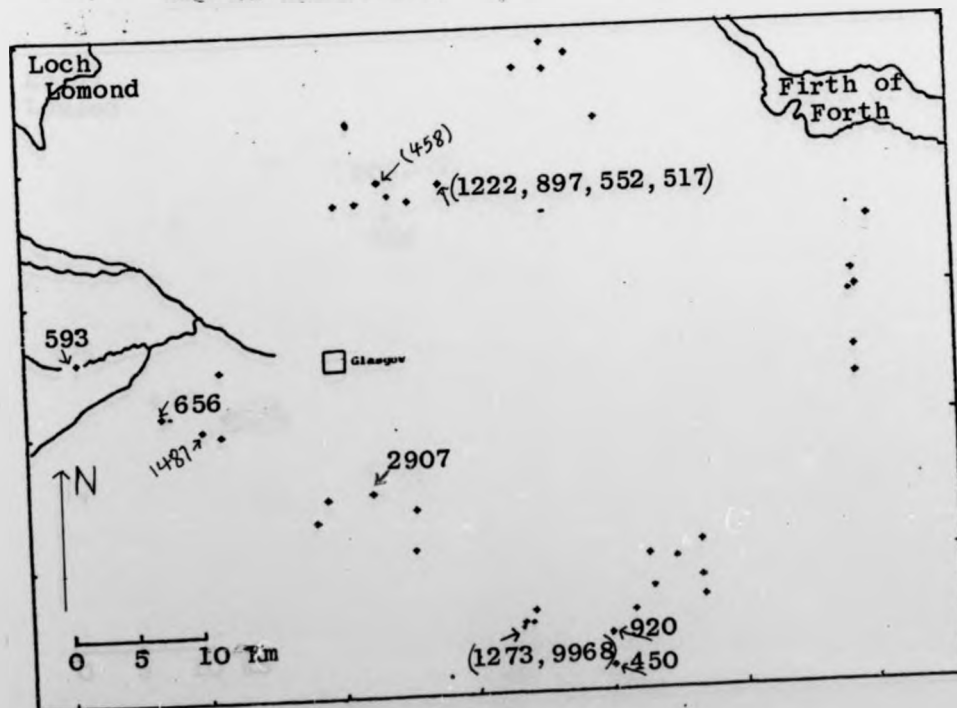 Loch
Lomond
Firth of
Forth
(458)
(1222, 897, 552, 517)
593
Glasgow
656
1487
2907
N
920
(1273, 9968)
450
0 5 10 Km